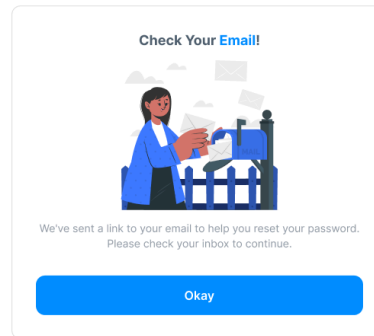 Check Your Email!
MAIL
We've sent a link to your email to help you reset your password.
Please check your inbox to continue.
Okay